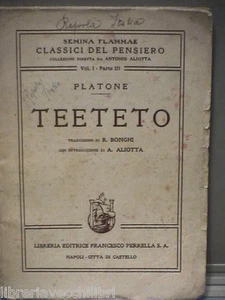 SEMINA FLAMMAE
CLASSICI DEL PENSIERO
COLLEZIONE DIRETTA DA ANTONIO ALIOTTA
Vol. I - Parte III
PLATONE
TEETETO
TRADUZIONE DI R. BONGHI
CON INTRODUZIONE DI A. ALIOTTA
LIBRERIA EDITRICE FRANCESCO PERRELLA S. A.
NAPOLI - CITTÀ DI CASTELLO
libreriavecchilibri